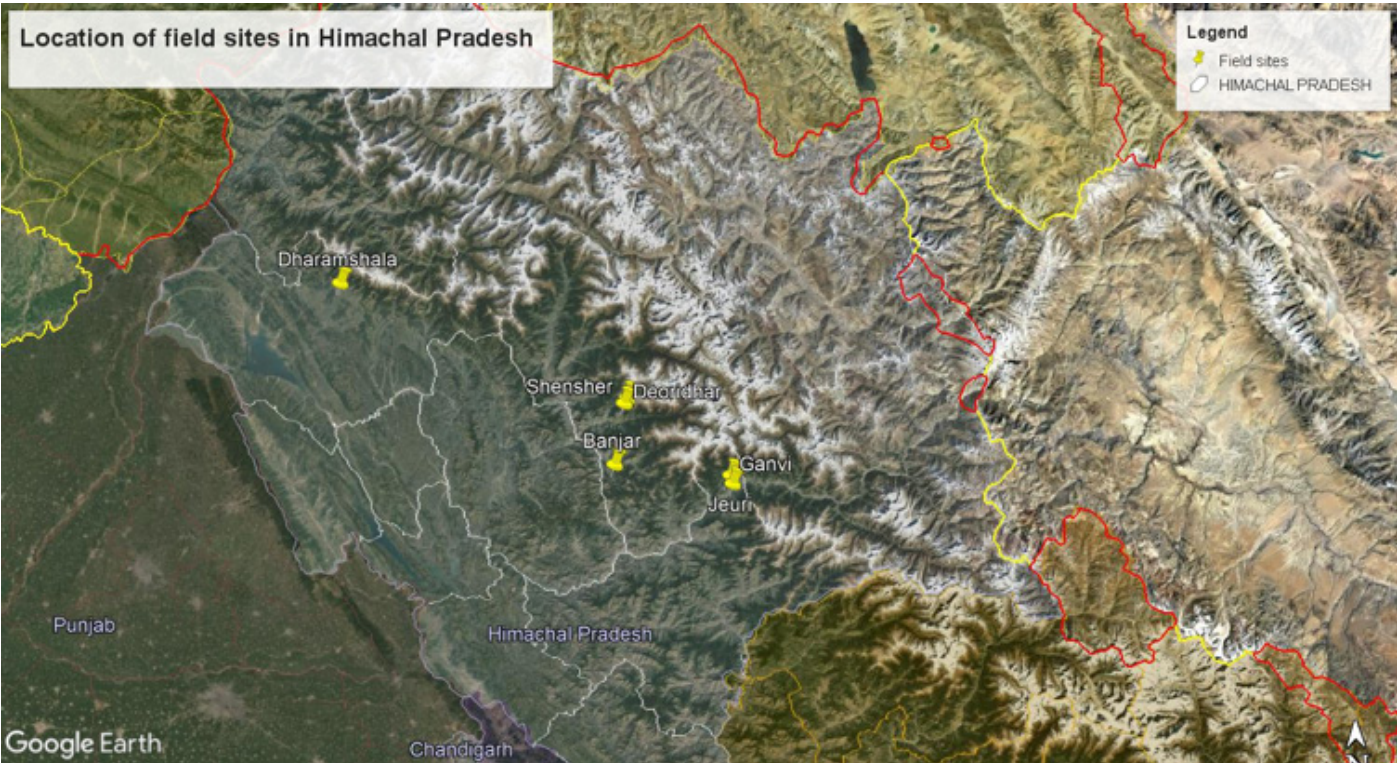 Location of field sites in Himachal Pradesh
Legend
Field sites
HIMACHAL PRADESH
Dharamshala
Shensher
Deotidhar
Banjar
Ganvi
Jeuri
Punjab
Himachal Pradesh
Chandigarh
Google Earth
N